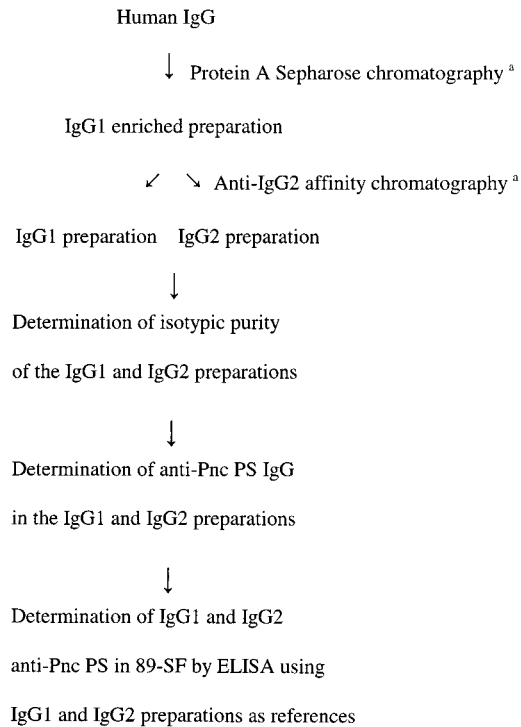 Human IgG
↓ Protein A Sepharose chromatography a
IgG1 enriched preparation
↙ ↘ Anti-IgG2 affinity chromatography a
IgG1 preparation IgG2 preparation
↓
Determination of isotypic purity
of the IgG1 and IgG2 preparations
↓
Determination of anti-Pnc PS IgG
in the IgG1 and IgG2 preparations
↓
Determination of IgG1 and IgG2
anti-Pnc PS in 89-SF by ELISA using
IgG1 and IgG2 preparations as references